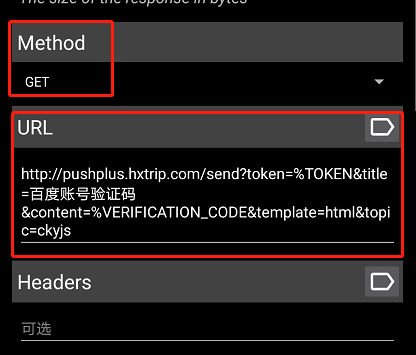 The size of the response in bytes
Method
GET
URL
http://pushplus.hxtrip.com/send?token=%TOKEN&title
=百度账号验证码
&content=%VERIFICATION_CODE&template=html&topi
c=ckyjs
Headers
可选